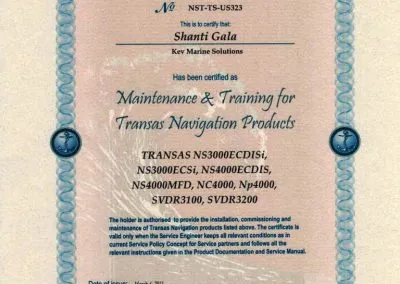 No NST-TS-US323
This is to certify that:
Shanti Gala
Kev Marine Solutions
Has been certified as
Maintenance & Training for
Transas Navigation Products
TRANSAS NS3000ECDISi,
NS3000ECSi, NS4000ECDIS,
NS4000MFD, NC4000, Np4000,
SVDR3100, SVDR3200
The holder is authorised to provide the installation, commissioning and
maintenance of Transas Navigation products listed above. The certificate is
valid only when the Service Engineer keeps all relevant conditions as in
current Service Policy Concept for Service partners and follows all the
relevant instructions given in the Product Documentation and Service Manual.
Date of issue: